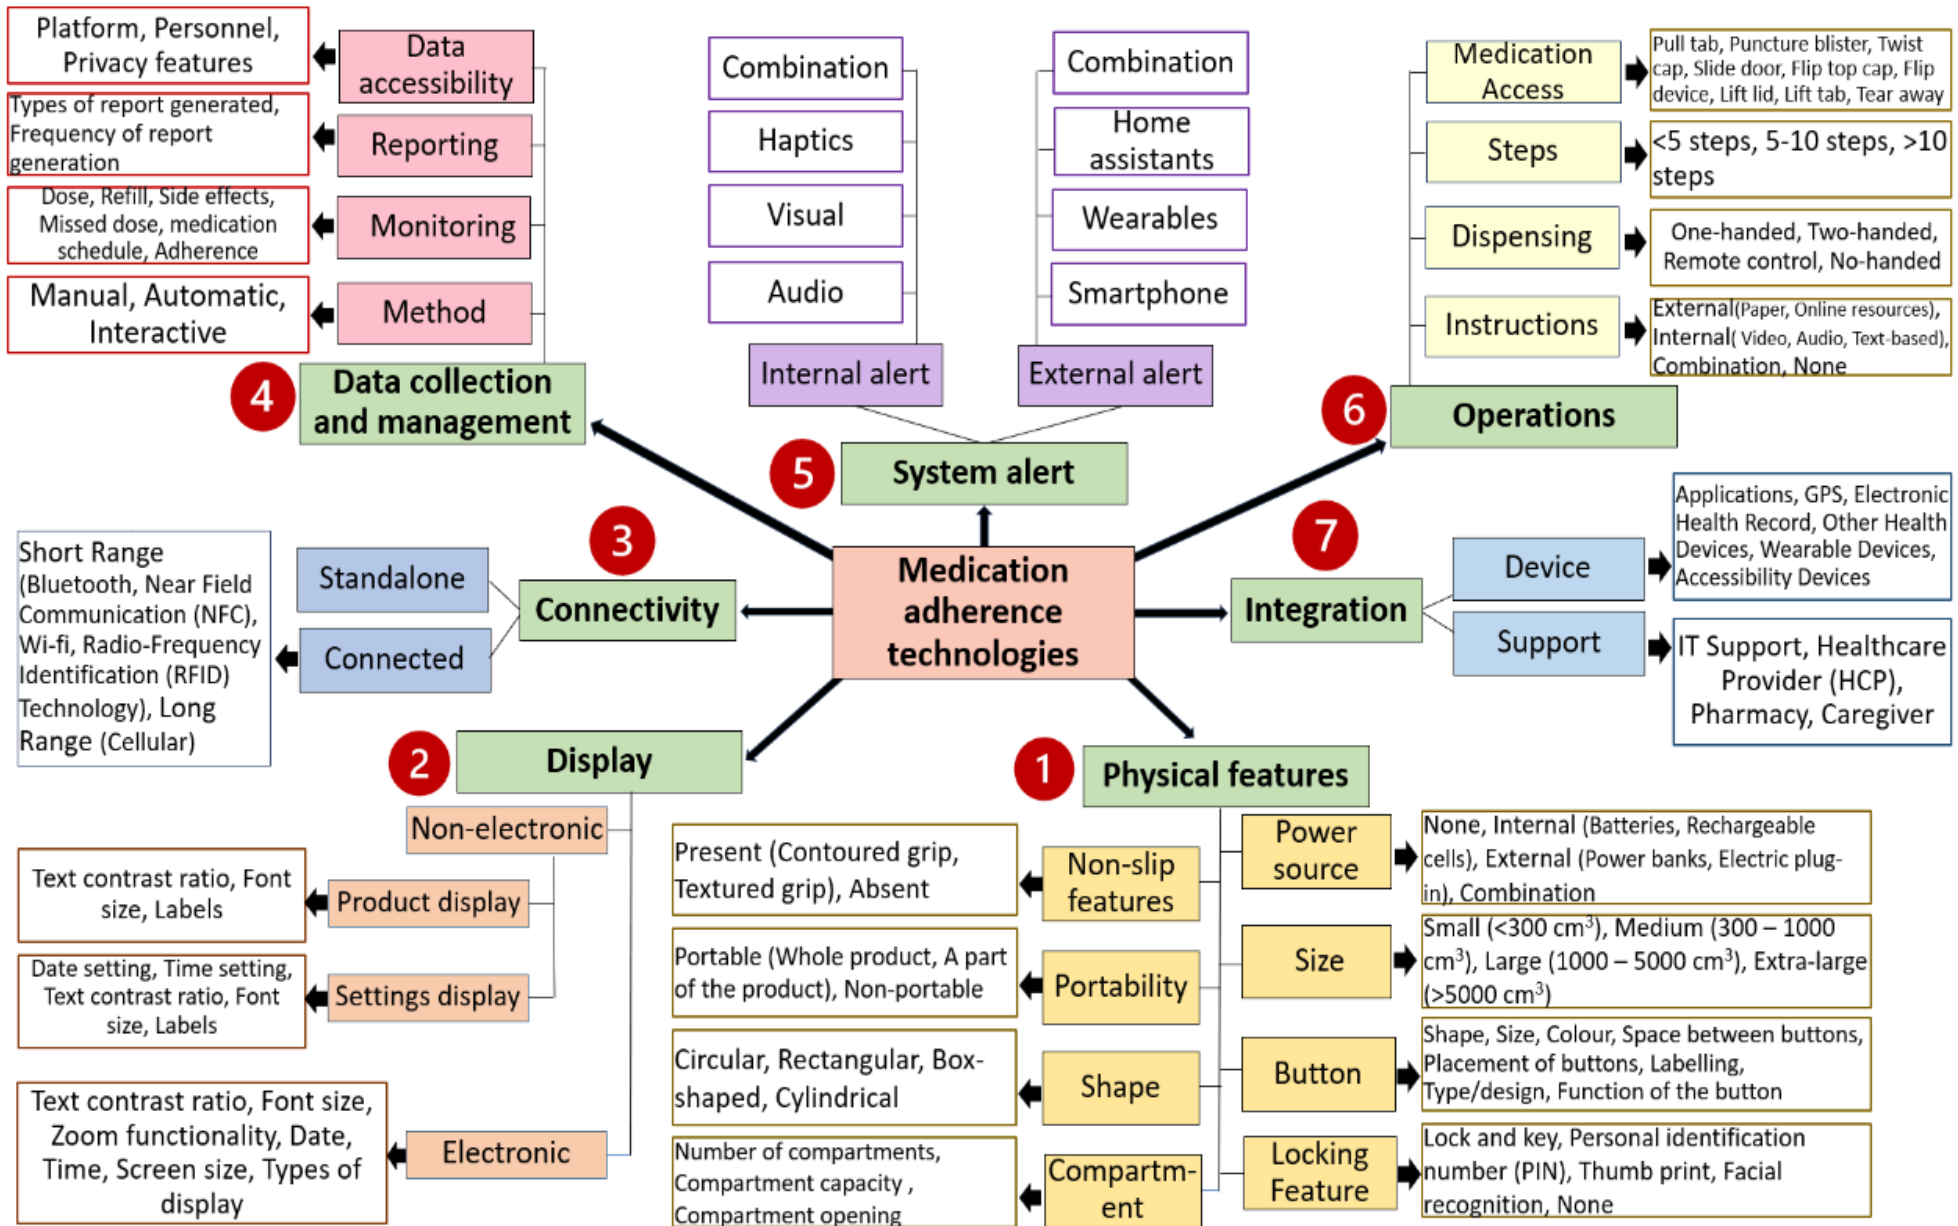 Platform, Personnel,
Privacy features
Data
accessibility
Types of report generated,
Frequency of report
generation
Reporting
Dose, Refill, Side effects,
Missed dose, medication
schedule, Adherence
Monitoring
Manual, Automatic,
Interactive
Method
4
Data collection
and management
Combination
Haptics
Visual
Audio
Internal alert
Combination
Home
assistants
Wearables
Smartphone
External alert
5
System alert
Medication
Access
Pull tab, Puncture blister, Twist
cap, Slide door, Flip top cap, Flip
device, Lift lid, Lift tab, Tear away
Steps
<5 steps, 5-10 steps, >10
steps
Dispensing
One-handed, Two-handed,
Remote control, No-handed
Instructions
External(Paper, Online resources),
Internal( Video, Audio, Text-based),
Combination, None
6
Operations
Short Range
(Bluetooth, Near Field
Communication (NFC),
Wi-fi, Radio-Frequency
Identification (RFID)
Technology), Long
Range (Cellular)
Standalone
Connected
3
Connectivity
Medication
adherence
technologies
7
Integration
Device
Applications, GPS, Electronic
Health Record, Other Health
Devices, Wearable Devices,
Accessibility Devices
Support
IT Support, Healthcare
Provider (HCP),
Pharmacy, Caregiver
2
Display
Non-electronic
Text contrast ratio, Font
size, Labels
Product display
Date setting, Time setting,
Text contrast ratio, Font
size, Labels
Settings display
Text contrast ratio, Font size,
Zoom functionality, Date,
Time, Screen size, Types of
display
Electronic
1
Physical features
Present (Contoured grip,
Textured grip), Absent
Non-slip
features
Portable (Whole product, A part
of the product), Non-portable
Portability
Circular, Rectangular, Box-
shaped, Cylindrical
Shape
Number of compartments,
Compartment capacity ,
Compartment opening
Compartm-
ent
Power
source
None, Internal (Batteries, Rechargeable
cells), External (Power banks, Electric plug-
in), Combination
Size
Small (<300 cm³), Medium (300 – 1000
cm³), Large (1000 – 5000 cm³), Extra-large
(>5000 cm³)
Button
Shape, Size, Colour, Space between buttons,
Placement of buttons, Labelling,
Type/design, Function of the button
Locking
Feature
Lock and key, Personal identification
number (PIN), Thumb print, Facial
recognition, None